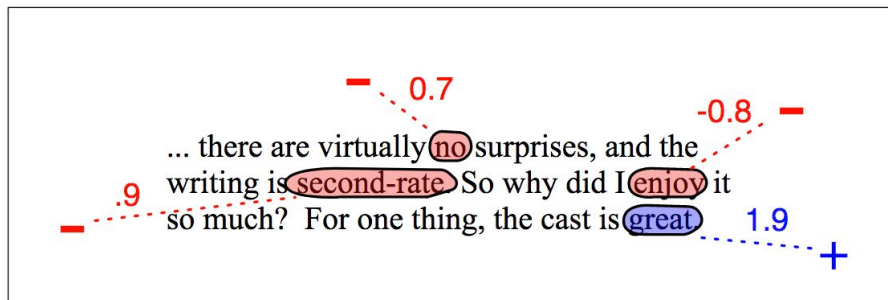 −
0.7
-0.8
−
... there are virtually no surprises, and the
writing is second-rate. So why did I enjoy it
.9
−
so much? For one thing, the cast is great.
1.9
+